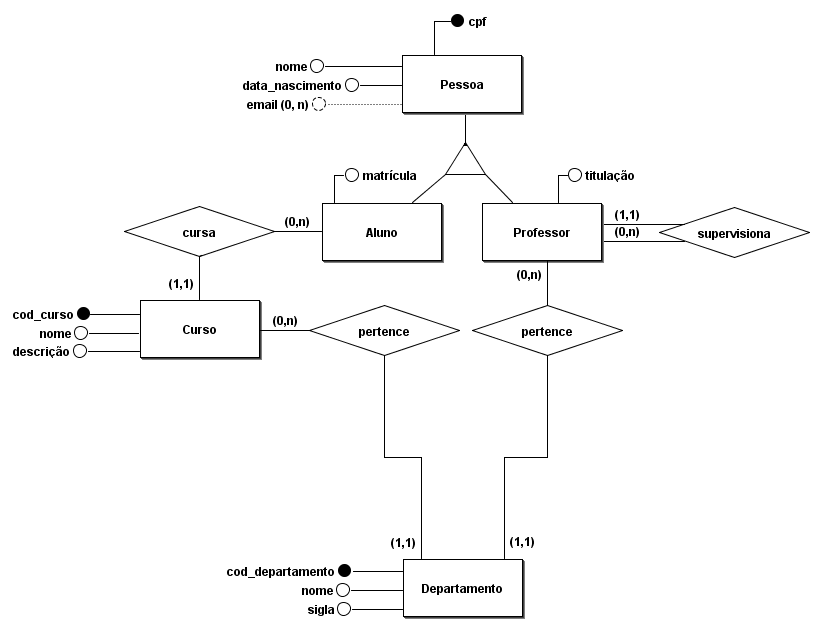 cpf
nome
Pessoa
data_nascimento
email (0, n)
matrícula
titulação
cursa
(0,n)
Aluno
Professor
(1,1)
(0,n)
supervisiona
(1,1)
(0,n)
cod_curso
nome
descrição
Curso
(0,n)
pertence
pertence
(1,1)
(1,1)
cod_departamento
nome
sigla
Departamento